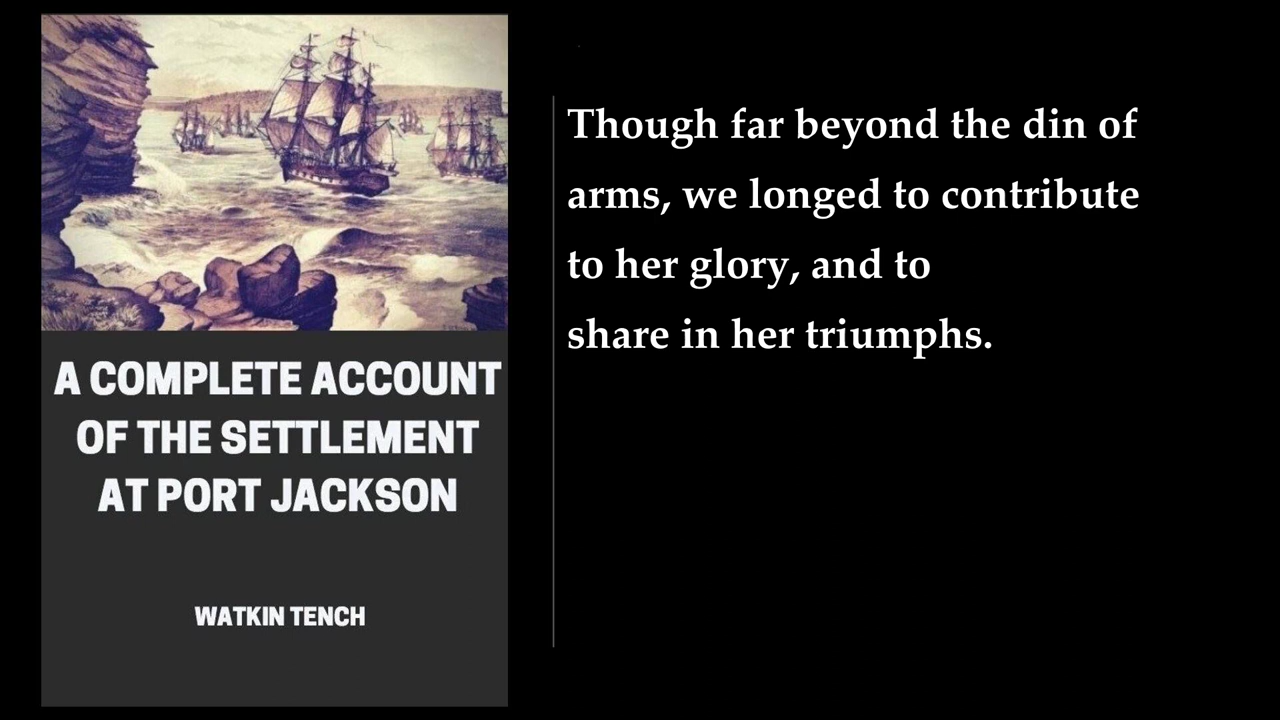 A COMPLETE ACCOUNT
OF THE SETTLEMENT
AT PORT JACKSON
WATKIN TENCH
Though far beyond the din of
arms, we longed to contribute
to her glory, and to
share in her triumphs.